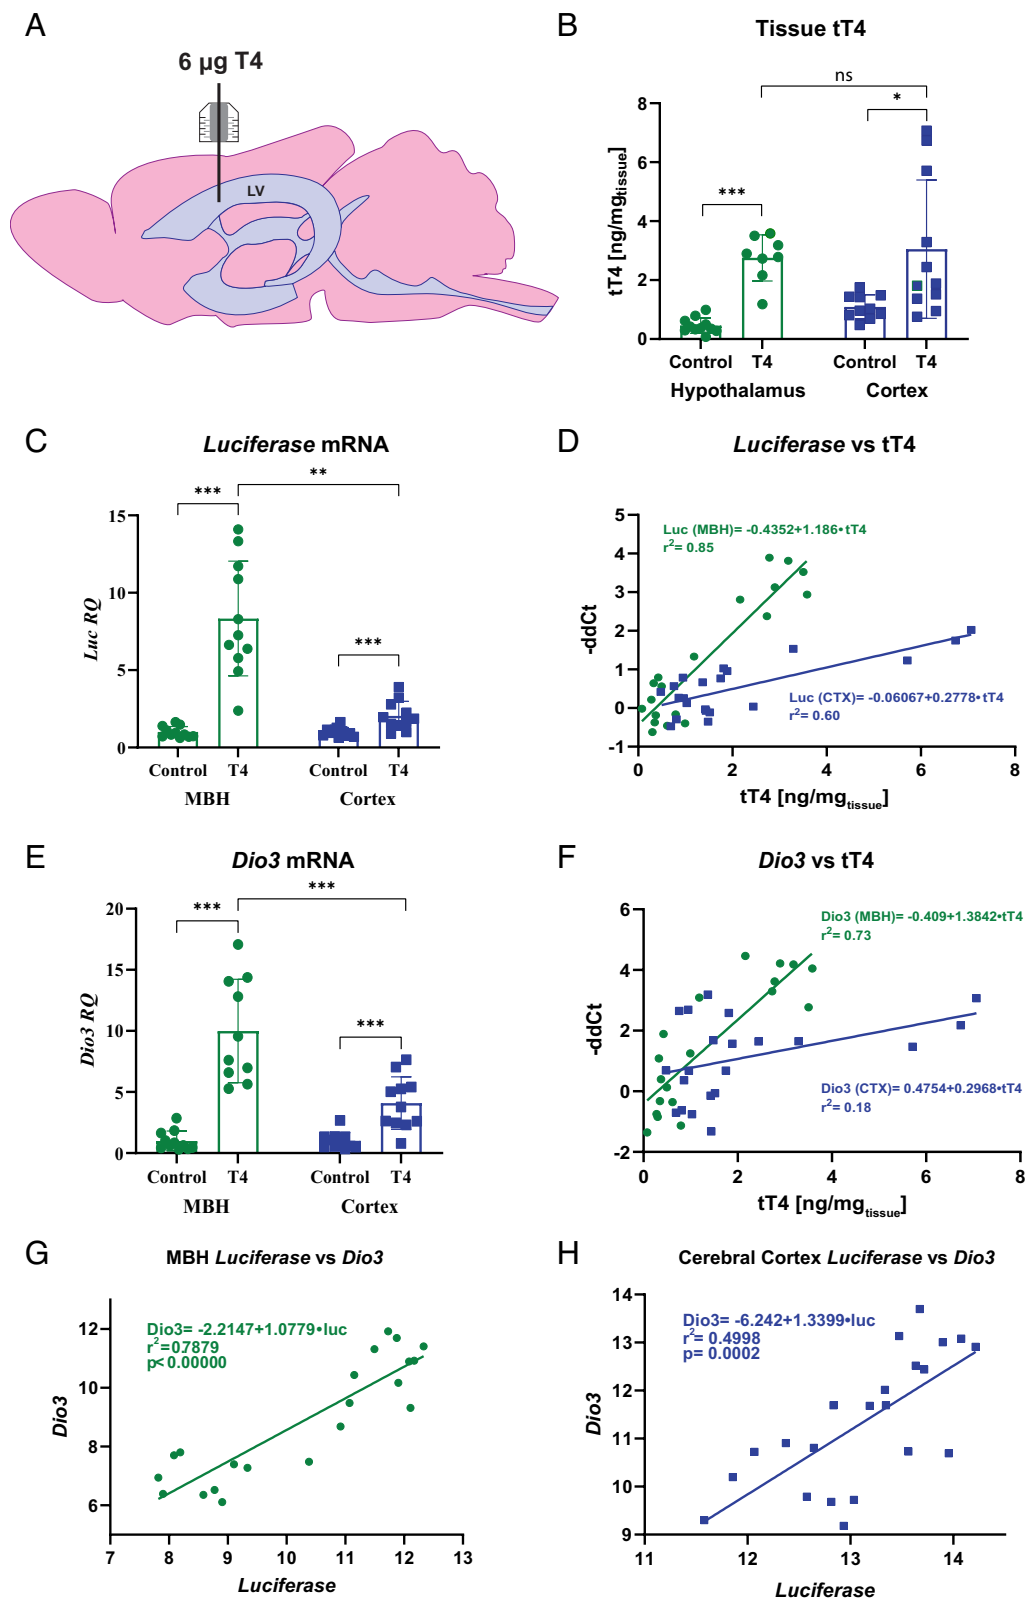 A
6 µg T4
LV
B
Tissue tT4
ns
*
***
tT4 [ng/mgtissue]
8
6
4
2
0
Control T4 Control T4
Hypothalamus Cortex
C
Luciferase mRNA
**
***
***
Luc RQ
15
10
5
0
Control T4 Control T4
MBH Cortex
D
Luciferase vs tT4
Luc (MBH)= -0.4352+1.186•tT4
r2= 0.85
Luc (CTX)= -0.06067+0.2778•tT4
r2= 0.60
-ddCt
5
4
3
2
1
0
-1
0 2 4 6 8
tT4 [ng/mgtissue]
E
Dio3 mRNA
***
***
***
Dio3 RQ
20
15
10
5
0
Control T4 Control T4
MBH Cortex
F
Dio3 vs tT4
Dio3 (MBH)= -0.409+1.3842•tT4
r2= 0.73
Dio3 (CTX)= 0.4754+0.2968•tT4
r2= 0.18
-ddCt
6
4
2
0
-2
0 2 4 6 8
tT4 [ng/mgtissue]
G
MBH Luciferase vs Dio3
Dio3= -2.2147+1.0779•luc
r2=0.7879
p< 0.00000
Dio3
12
10
8
6
7 8 9 10 11 12 13
Luciferase
H
Cerebral Cortex Luciferase vs Dio3
Dio3= -6.242+1.3399•luc
r2= 0.4998
p= 0.0002
Dio3
14
13
12
11
10
9
11 12 13 14
Luciferase